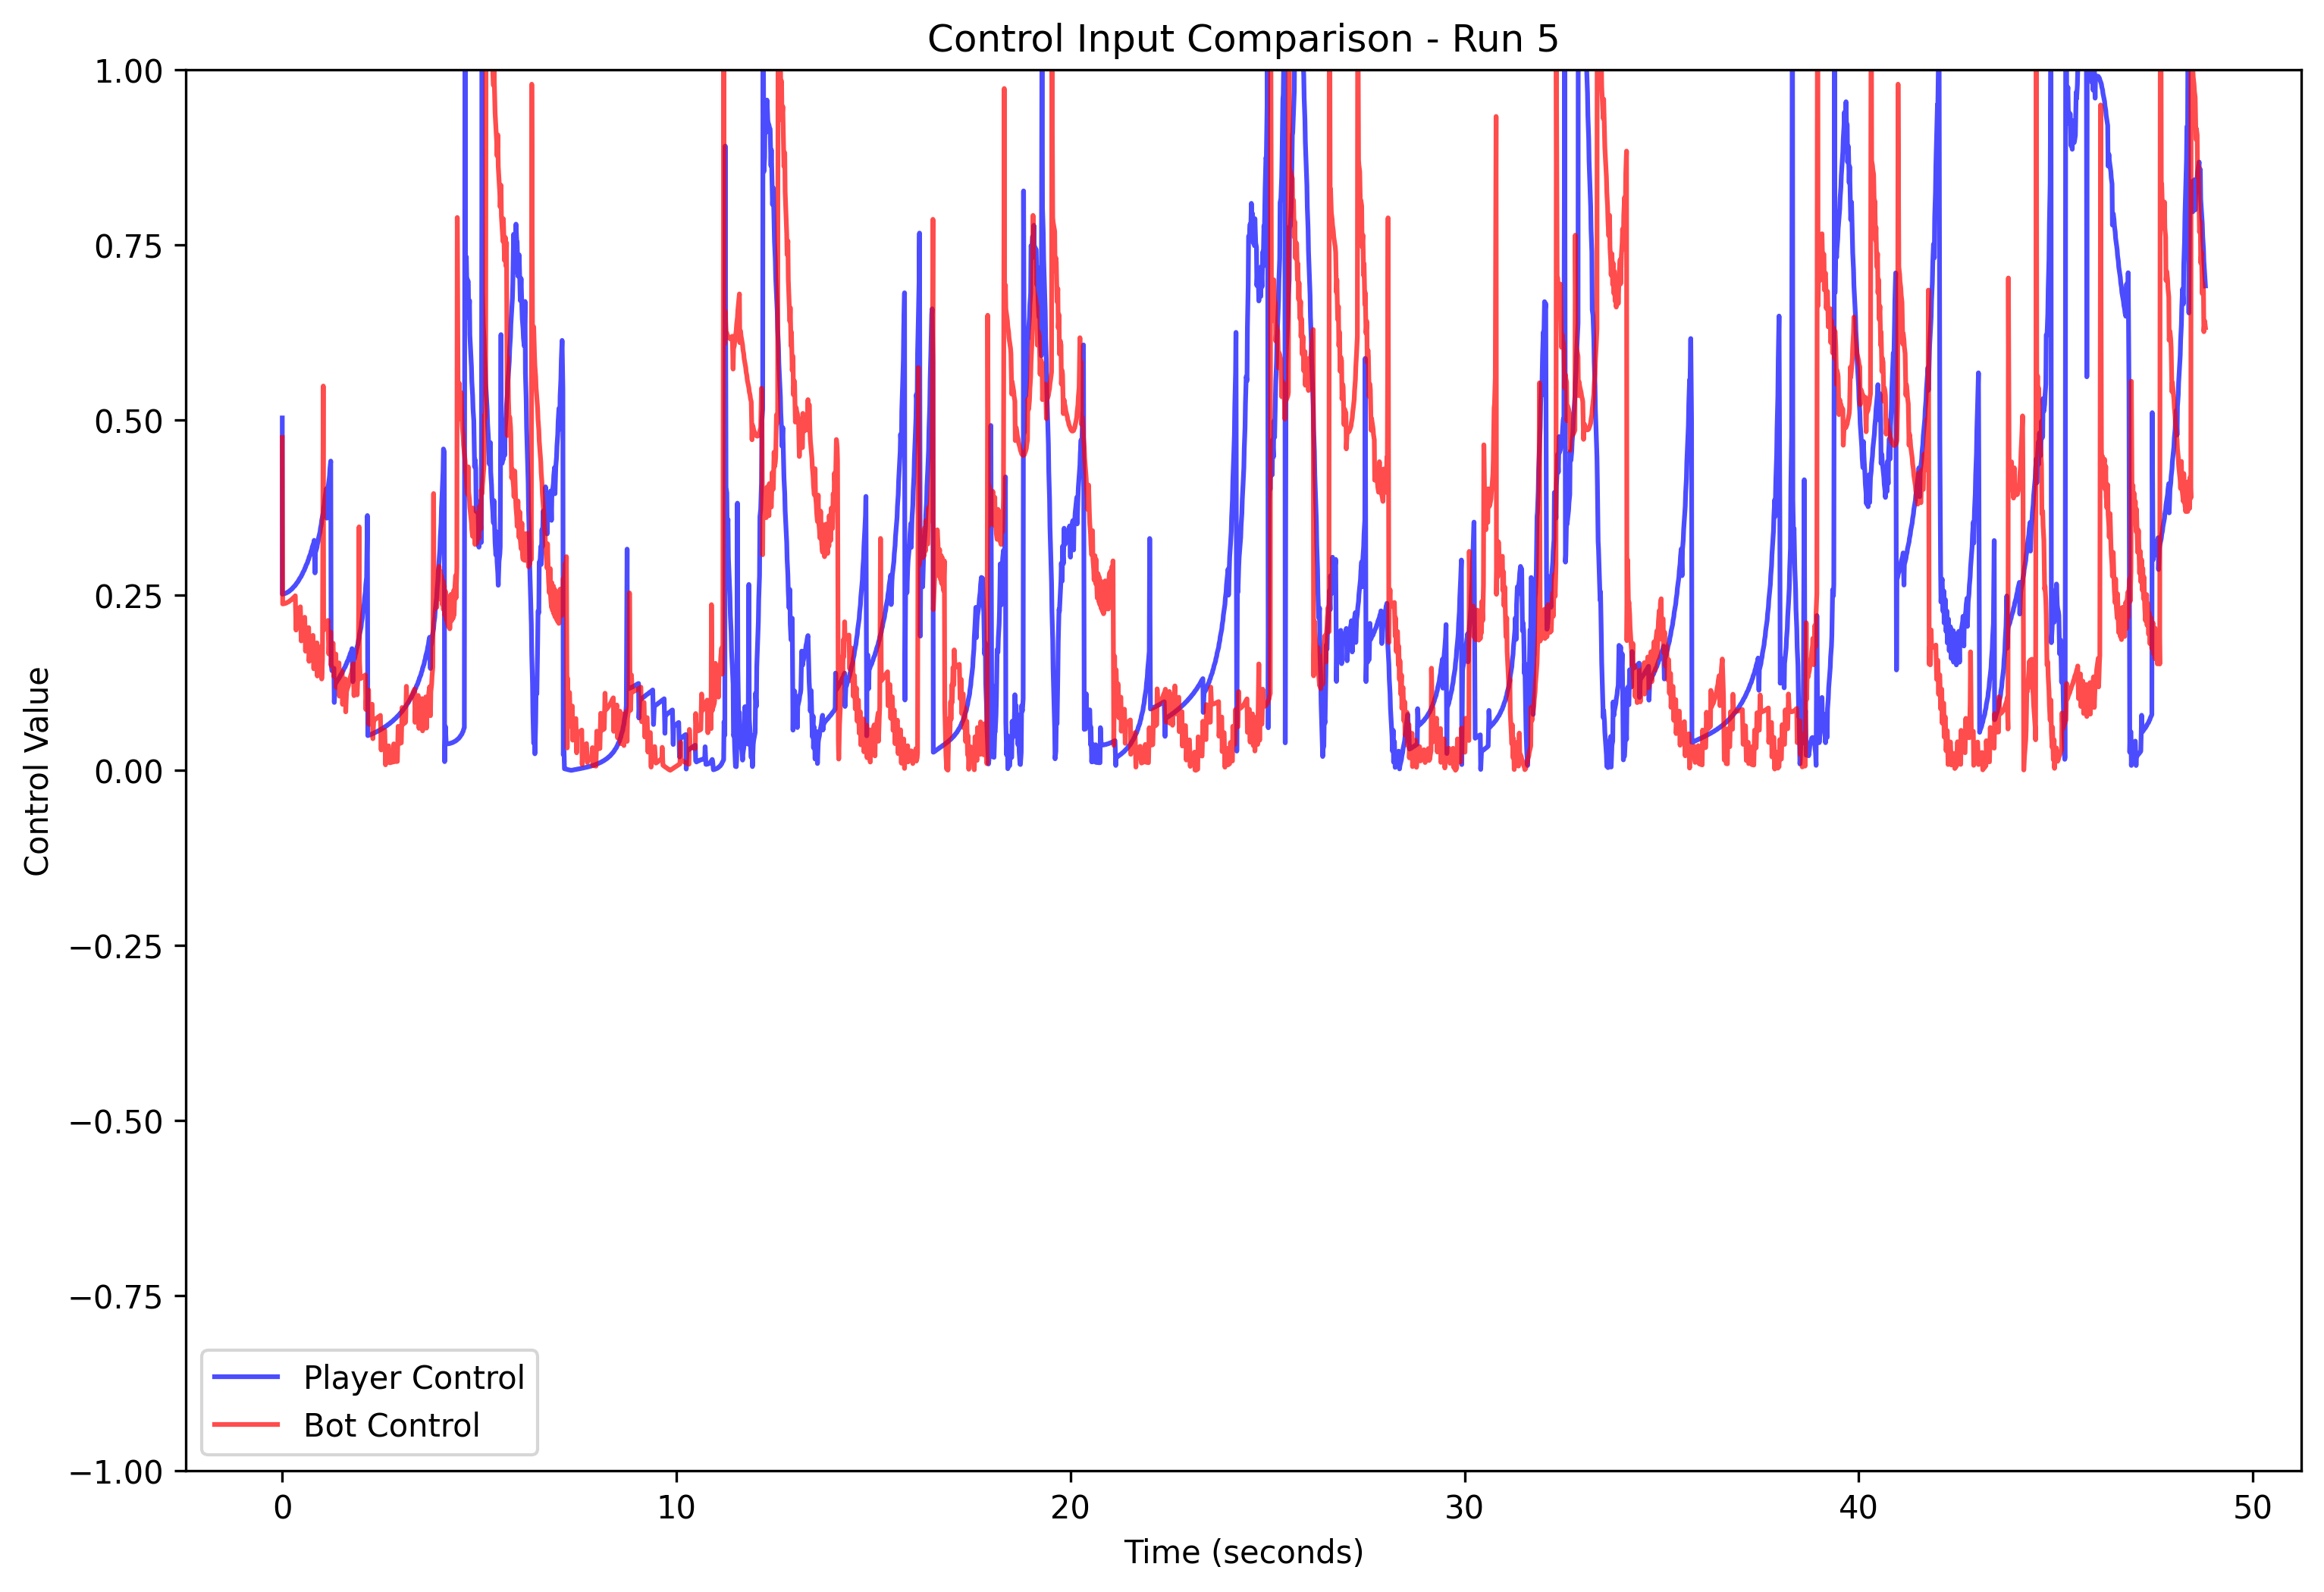 Control Input Comparison - Run 5
1.00
0.75
0.50
0.25
0.00
−0.25
−0.50
−0.75
−1.00
Control Value
Player Control
Bot Control
0 10 20 30 40 50
Time (seconds)